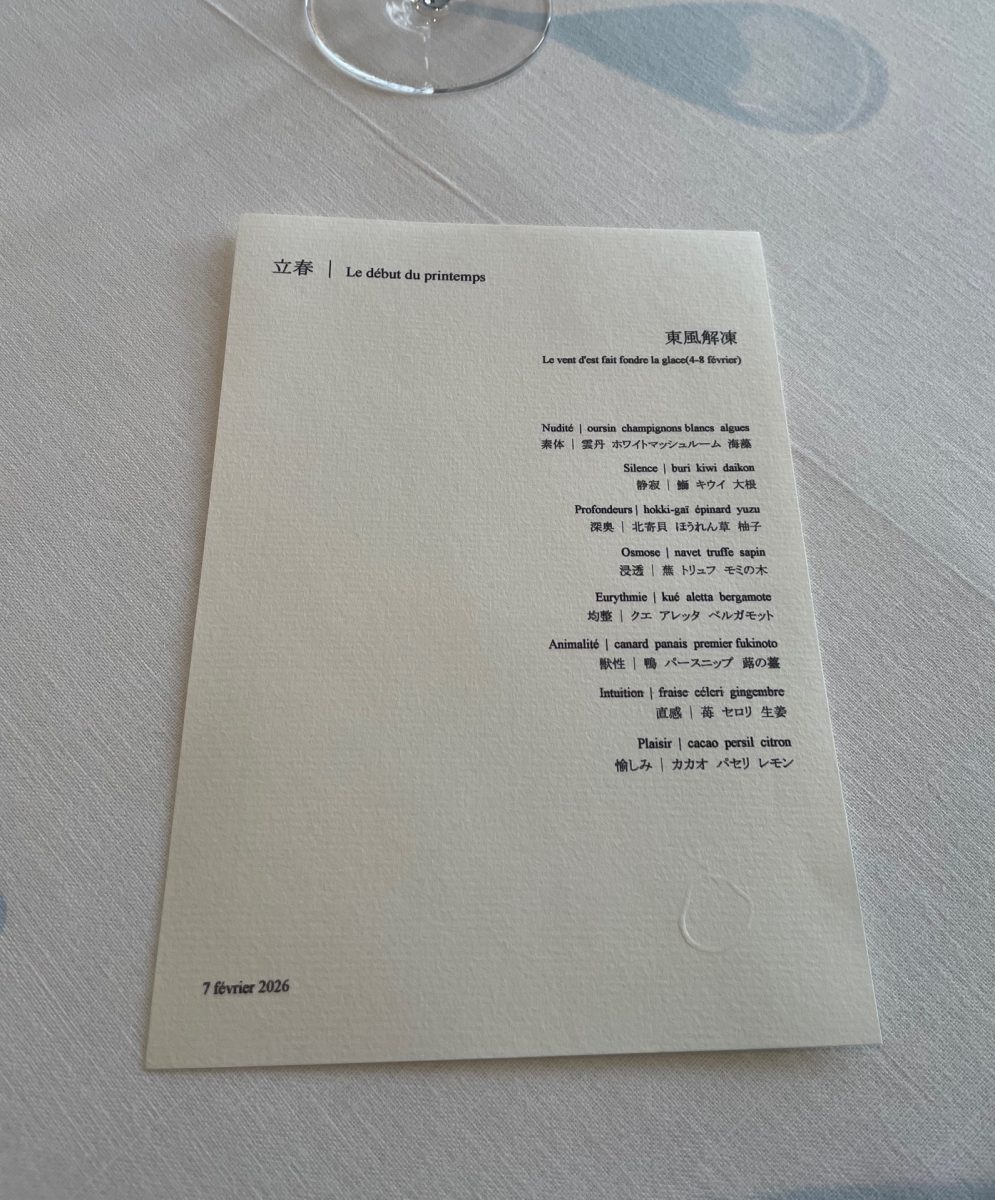 立春 | Le début du printemps
東風解凍
Le vent d'est fait fondre la glace(4-8 février)
Nudité | oursin champignons blancs algues
素体 | 雲丹 ホワイトマッシュルーム 海藻
Silence | buri kiwi daikon
静寂 | 鰤 キウイ 大根
Profondeurs | hokki-gaï épinard yuzu
深奥 | 北寄貝 ほうれん草 柚子
Osmose | navet truffe sapin
浸透 | 蕪 トリュフ モミの木
Eurythmie | kué aletta bergamote
均整 | クエ アレッタ ベルガモット
Animalité | canard panais premier fukinoto
獣性 | 鴨 パースニップ 蕗の薹
Intuition | fraise céleri gingembre
直感 | 苺 セロリ 生姜
Plaisir | cacao persil citron
愉しみ | カカオ パセリ レモン
7 février 2026